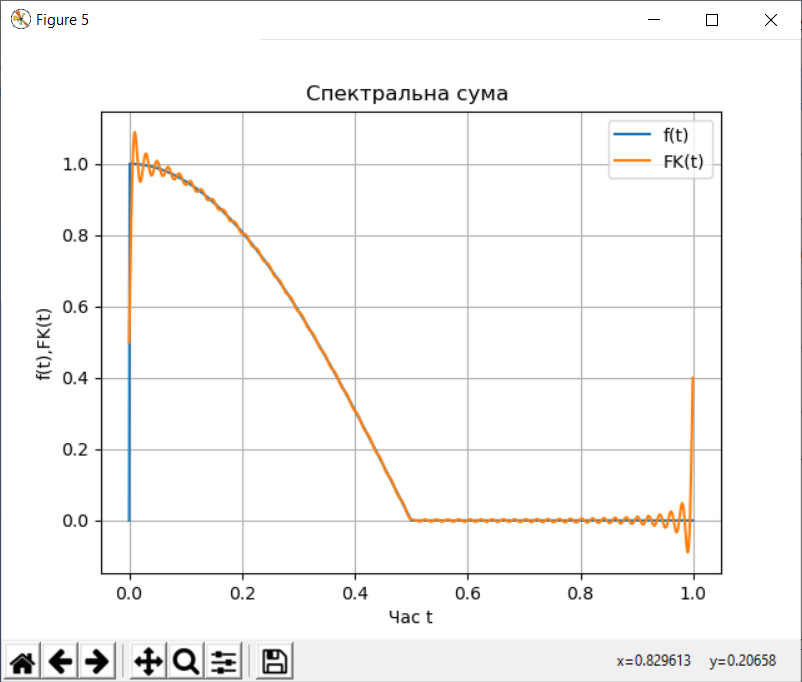 Figure 5
Спектральна сума
f(t)
FK(t)
1.0
0.8
0.6
0.4
0.2
0.0
f(t),FK(t)
0.0 0.2 0.4 0.6 0.8 1.0
Час t
x=0.829613 y=0.20658